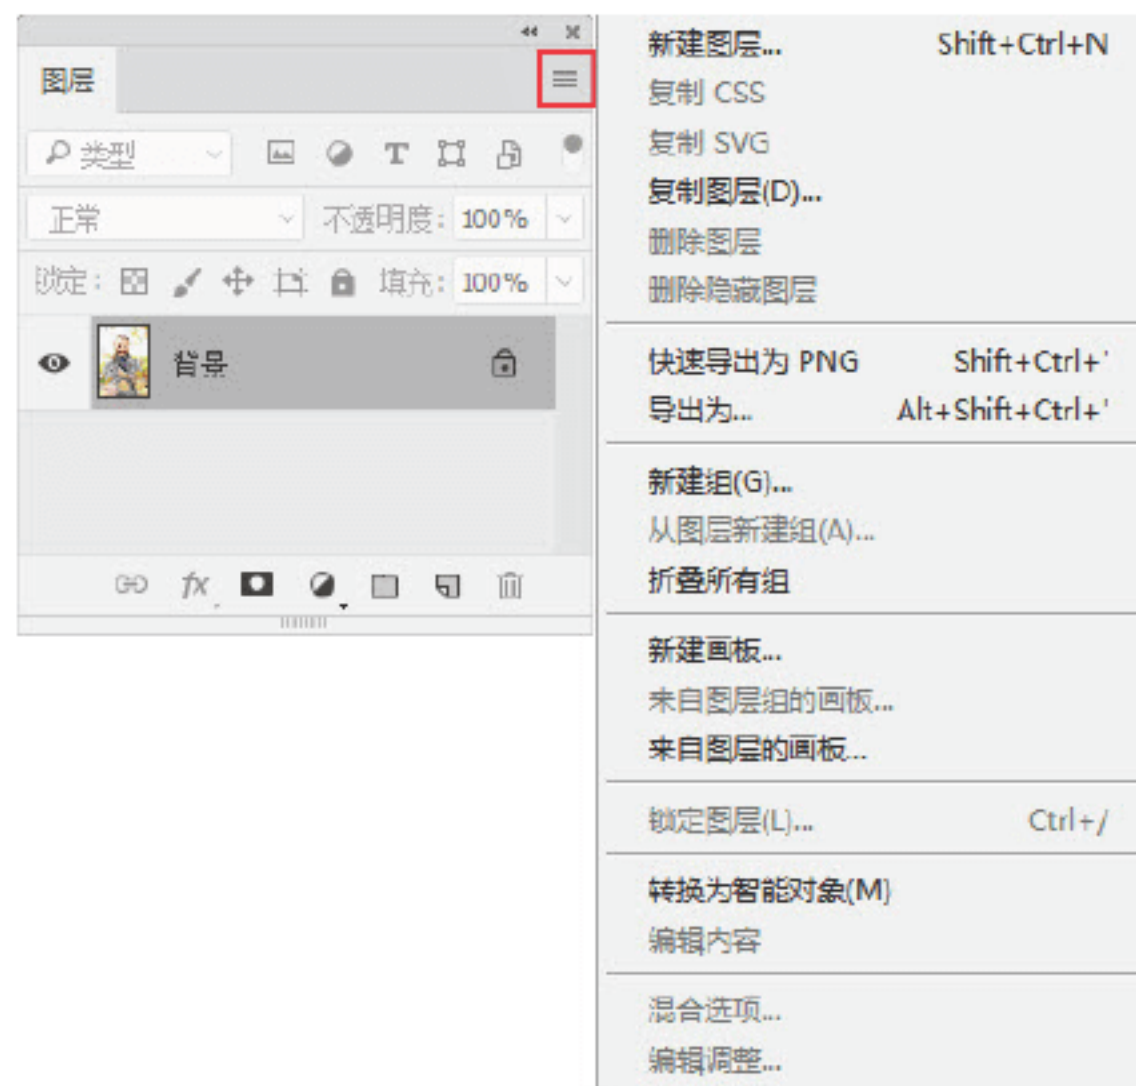 图层
类型
正常 不透明度: 100%
锁定: 填充: 100%
背景
fx
新建图层... Shift+Ctrl+N
复制 CSS
复制 SVG
复制图层(D)...
删除图层
删除隐藏图层
快速导出为 PNG Shift+Ctrl+'
导出为... Alt+Shift+Ctrl+'
新建组(G)...
从图层新建组(A)...
折叠所有组
新建画板...
来自图层组的画板...
来自图层的画板...
锁定图层(L)... Ctrl+/
转换为智能对象(M)
编辑内容
混合选项...
编辑调整...